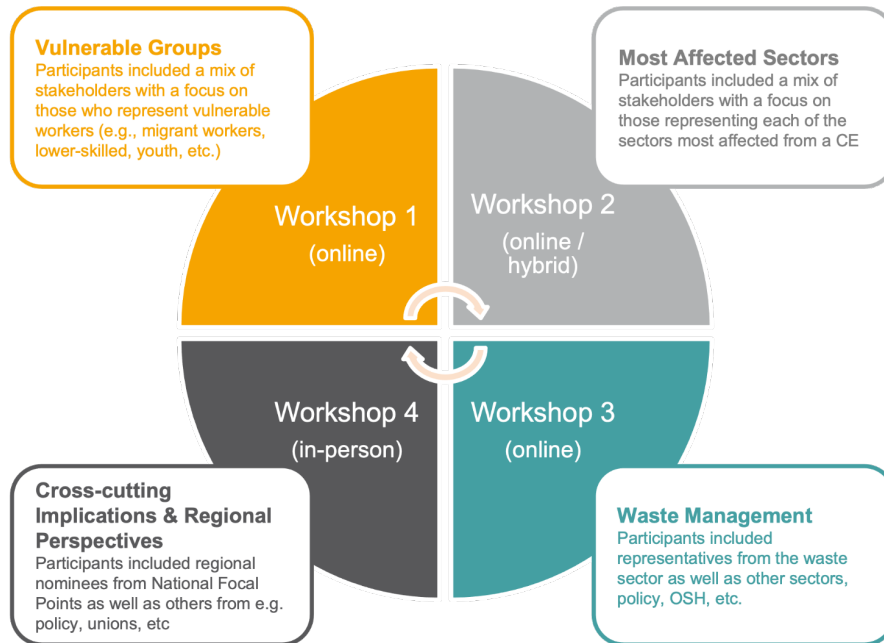 Vulnerable Groups
Participants included a mix of
stakeholders with a focus on
those who represent vulnerable
workers (e.g., migrant workers,
lower-skilled, youth, etc.)
Most Affected Sectors
Participants included a mix of
stakeholders with a focus on
those representing each of the
sectors most affected from a CE
Workshop 1
(online)
Workshop 2
(online /
hybrid)
Workshop 4
(in-person)
Workshop 3
(online)
Cross-cutting
Implications & Regional
Perspectives
Participants included regional
nominees from National Focal
Points as well as others from e.g.
policy, unions, etc
Waste Management
Participants included
representatives from the waste
sector as well as other sectors,
policy, OSH, etc.